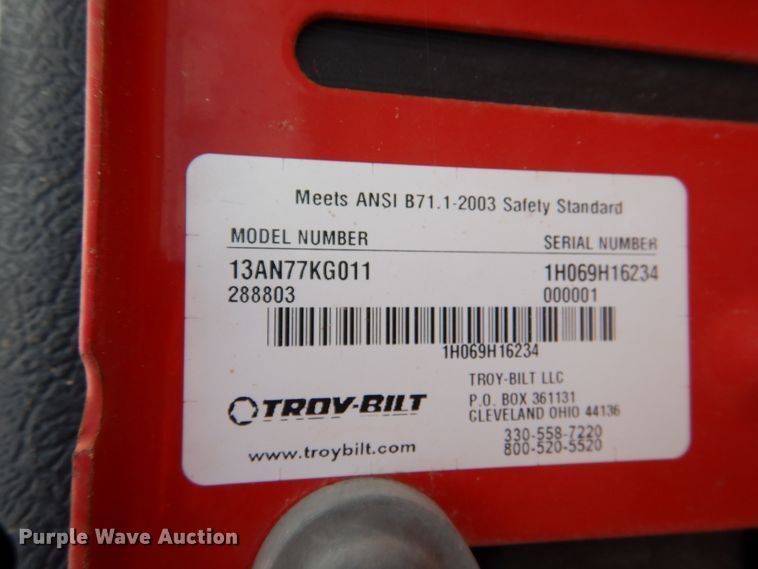 Meets ANSI B71.1-2003 Safety Standard
MODEL NUMBER SERIAL NUMBER
13AN77KG011 1H069H16234
288803 000001
1H069H16234
TROY-BILT
www.troybilt.com
TROY-BILT LLC
P.O. BOX 361131
CLEVELAND OHIO 44136
330-558-7220
800-520-5520
Purple Wave Auction®